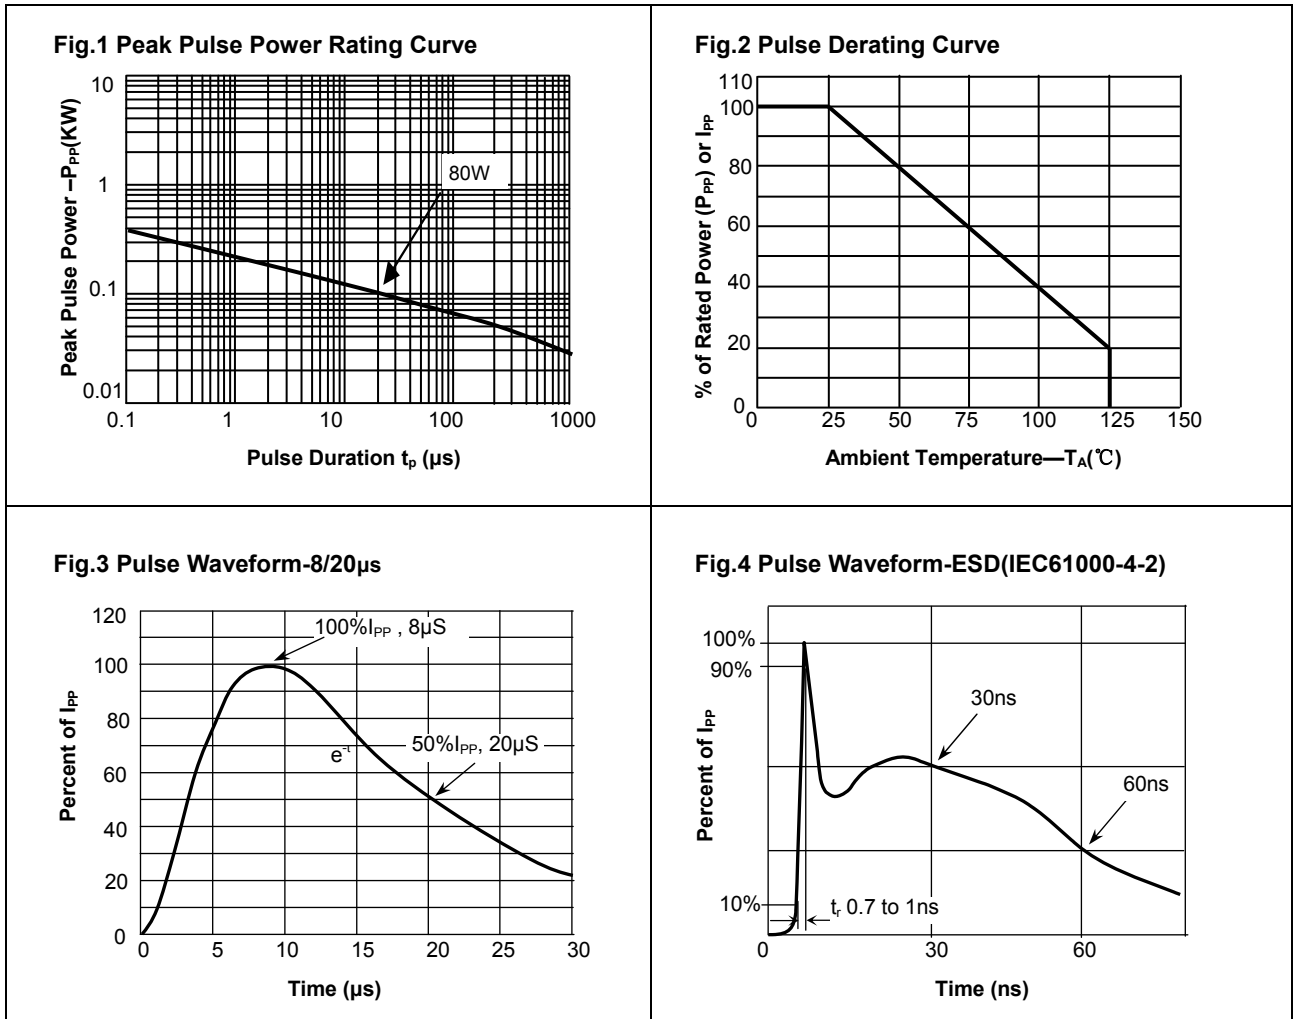 Fig.1 Peak Pulse Power Rating Curve
Peak Pulse Power –PPP(KW)
10
1
0.1
0.01
80W
0.1 1 10 100 1000
Pulse Duration tp (µs)
Fig.2 Pulse Derating Curve
% of Rated Power (PPP) or IPP
110
100
80
60
40
20
0
25 50 75 100 125 150
Ambient Temperature—TA(℃)
Fig.3 Pulse Waveform-8/20µs
Percent of IPP
120
100
80
60
40
20
0
100%IPP , 8µS
e-t
50%IPP, 20µS
0 5 10 15 20 25 30
Time (µs)
Fig.4 Pulse Waveform-ESD(IEC61000-4-2)
Percent of IPP
100%
90%
10%
30ns
60ns
tr 0.7 to 1ns
0 30 60
Time (ns)